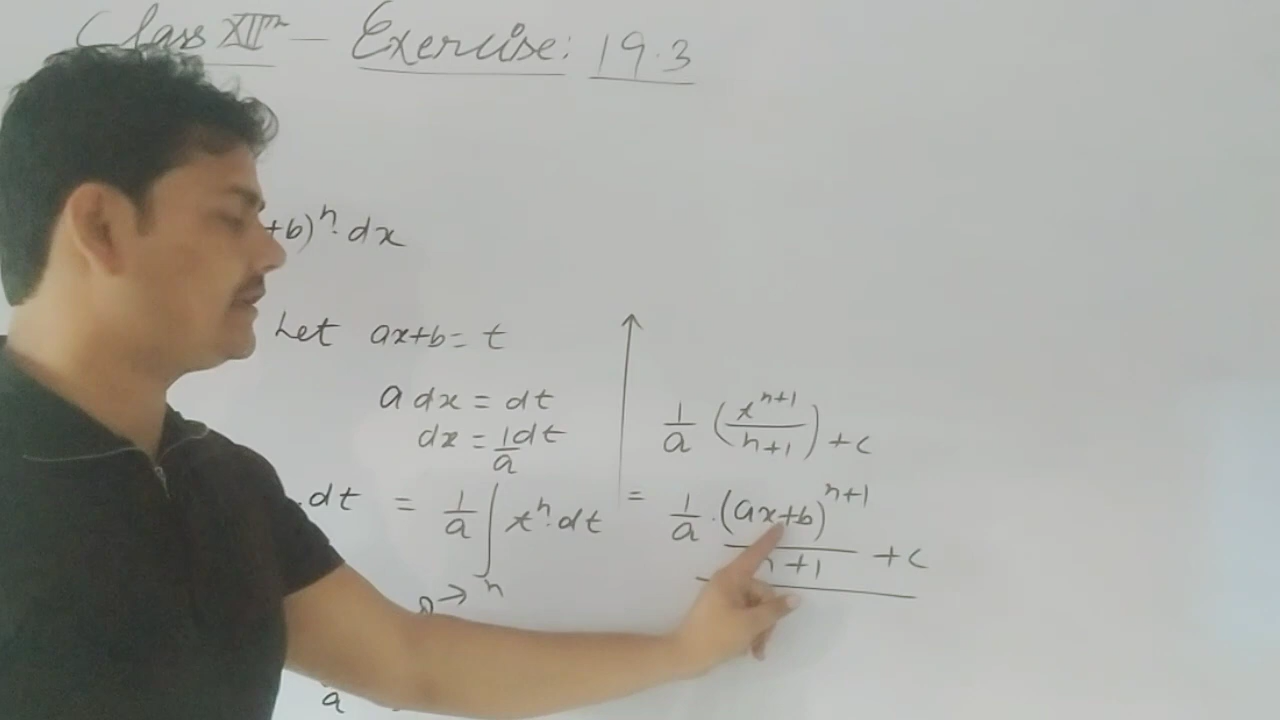 Class XIIth – Exercise: 19.3
+b)^n. dx
Let ax+b = t
a dx = dt
dx = 1/a dt
.dt = 1/a ∫ t^n. dt
1/a (t^{n+1}/n+1) + c
= 1/a . (ax+b)^{n+1}/n+1 + c
→ n
a